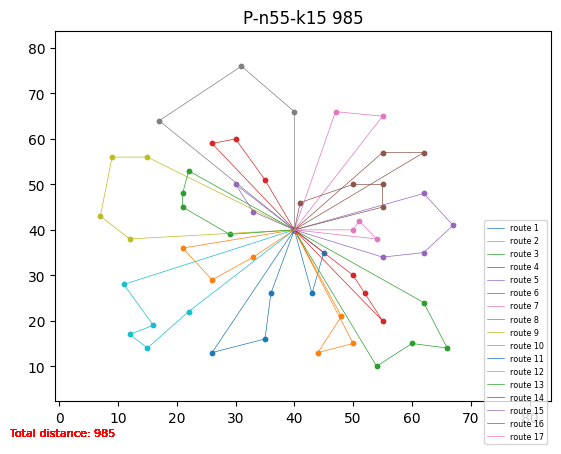 P-n55-k15 985
80
70
60
50
40
30
20
10
0
10
20
30
40
50
60
70
80
route 1
route 2
route 3
route 4
route 5
route 6
route 7
route 8
route 9
route 10
route 11
route 12
route 13
route 14
route 15
route 16
route 17
Total distance: 985